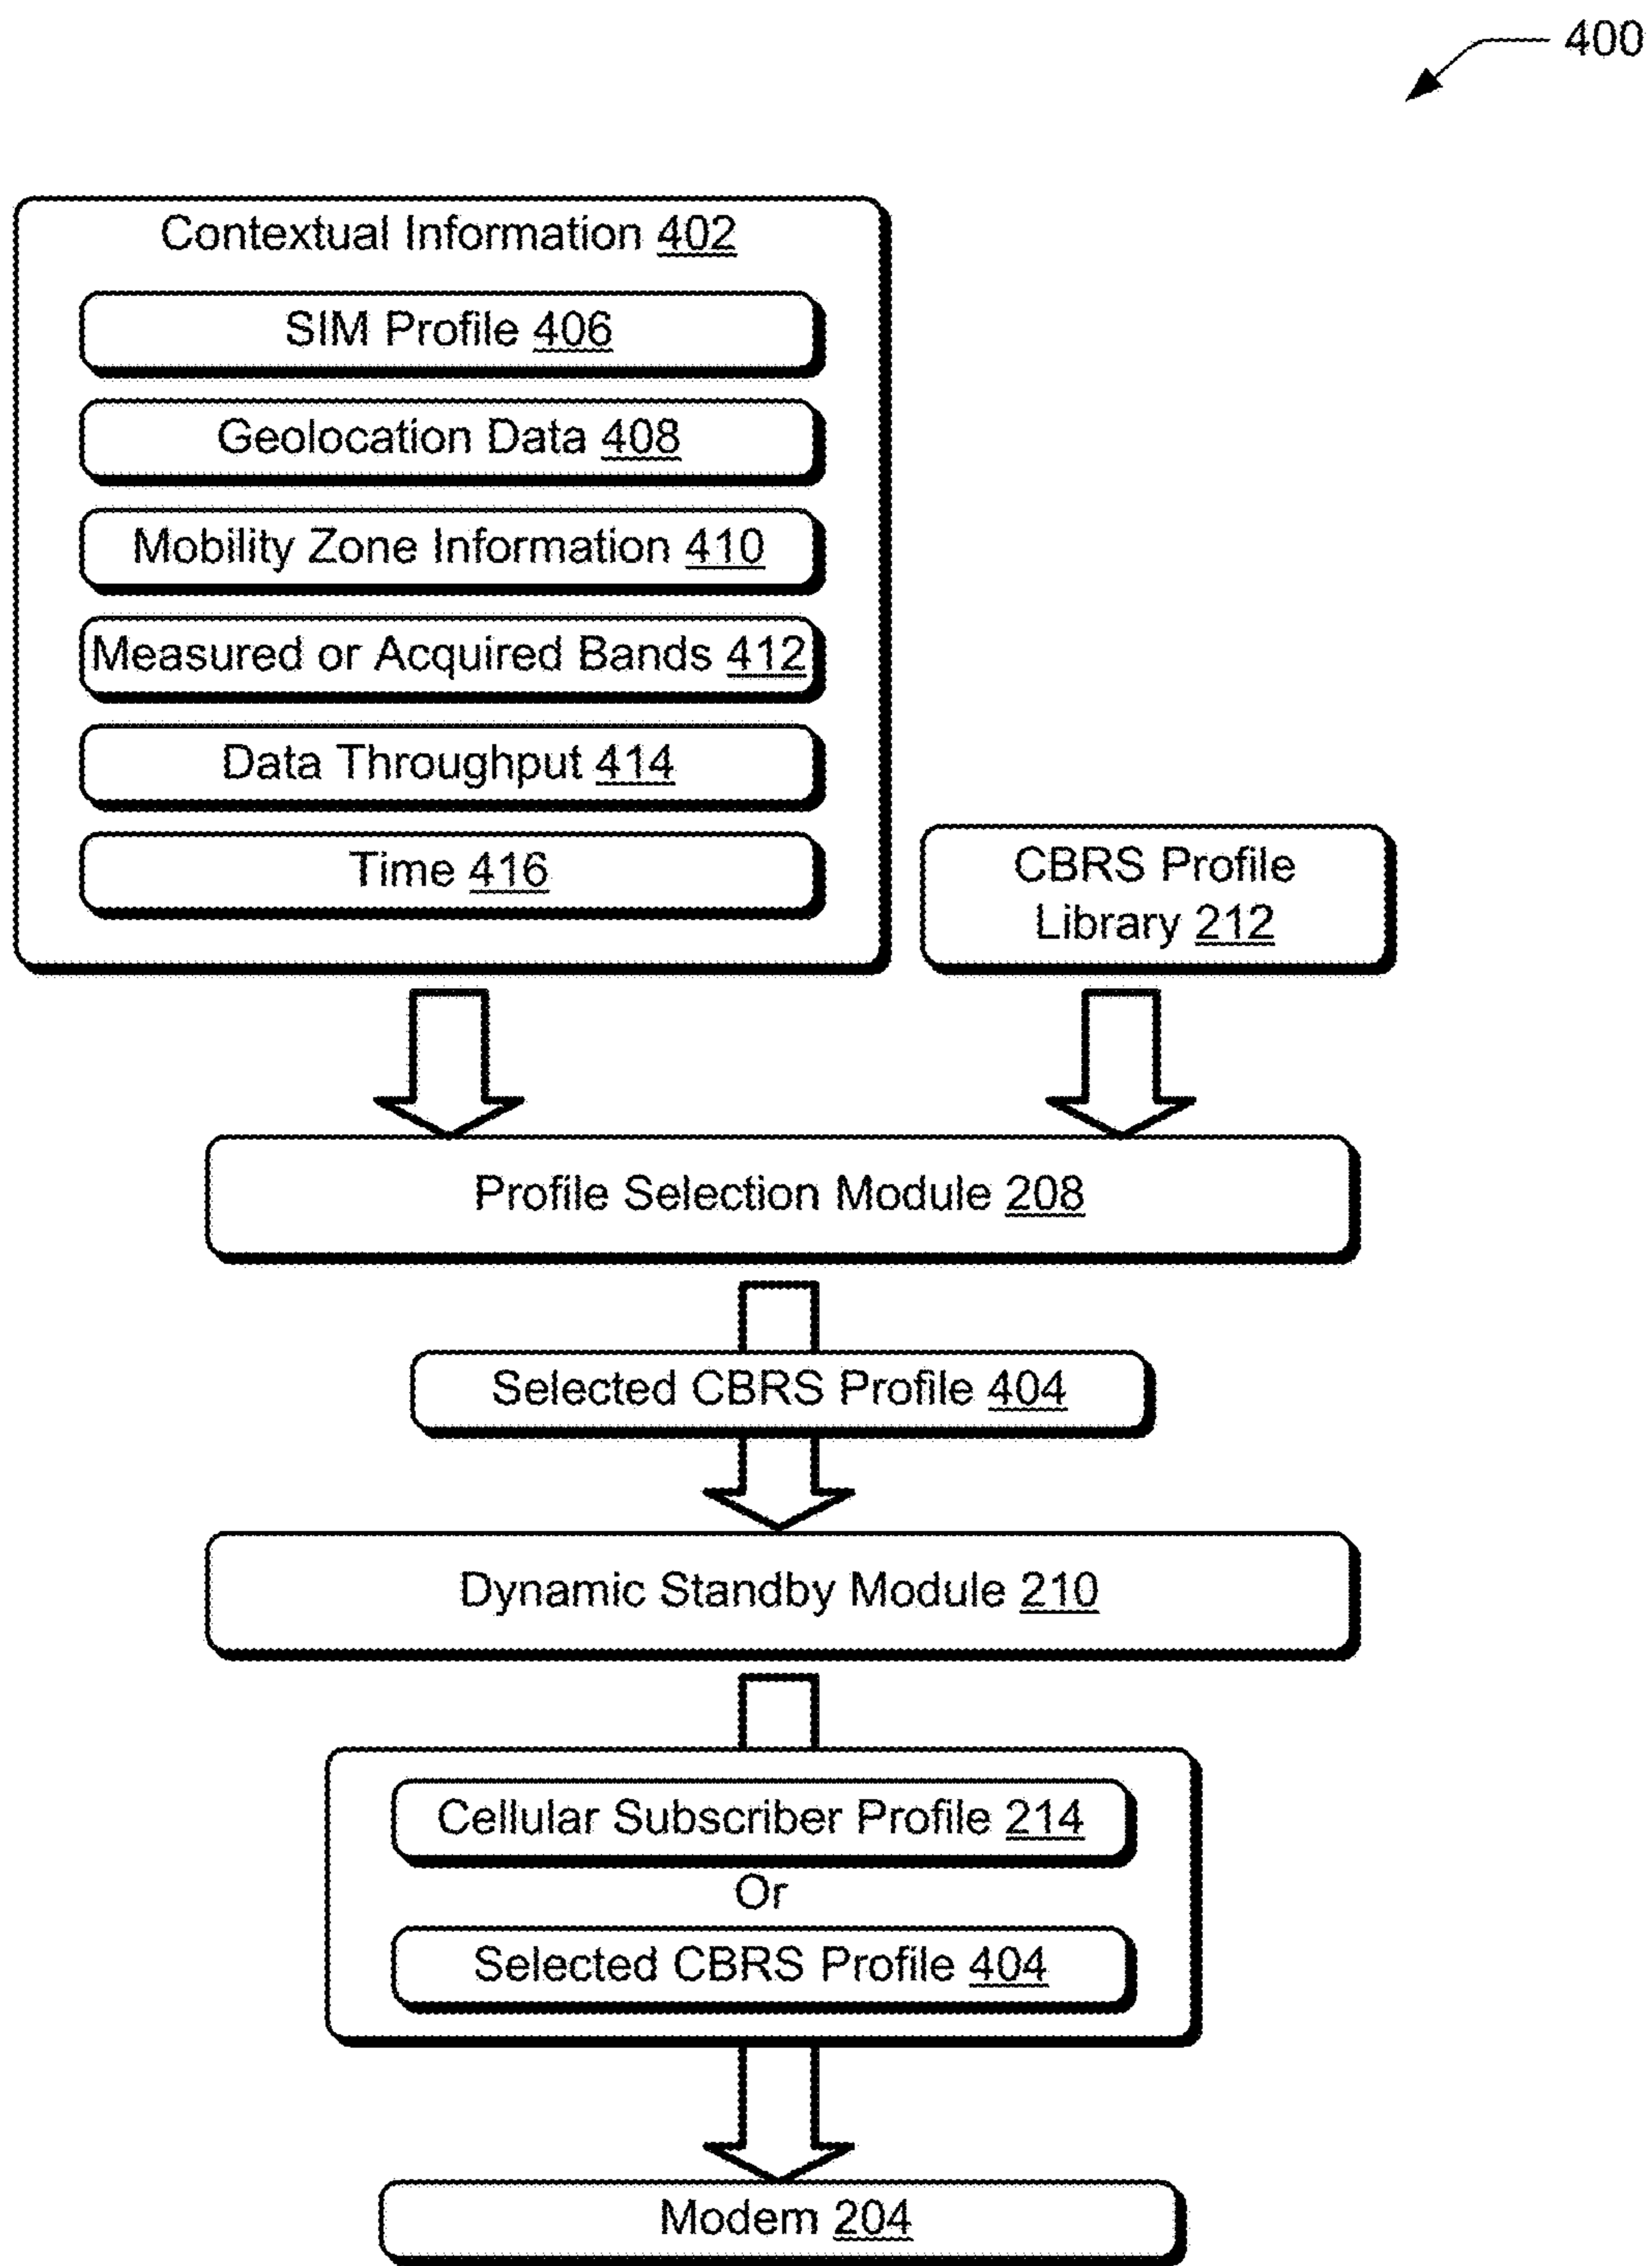 400
Contextual Information 402
SIM Profile 406
Geolocation Data 408
Mobility Zone Information 410
Measured or Acquired Bands 412
Data Throughput 414
Time 416
CBRS Profile
Library 212
Profile Selection Module 208
Selected CBRS Profile 404
Dynamic Standby Module 210
Cellular Subscriber Profile 214
Or
Selected CBRS Profile 404
Modem 204